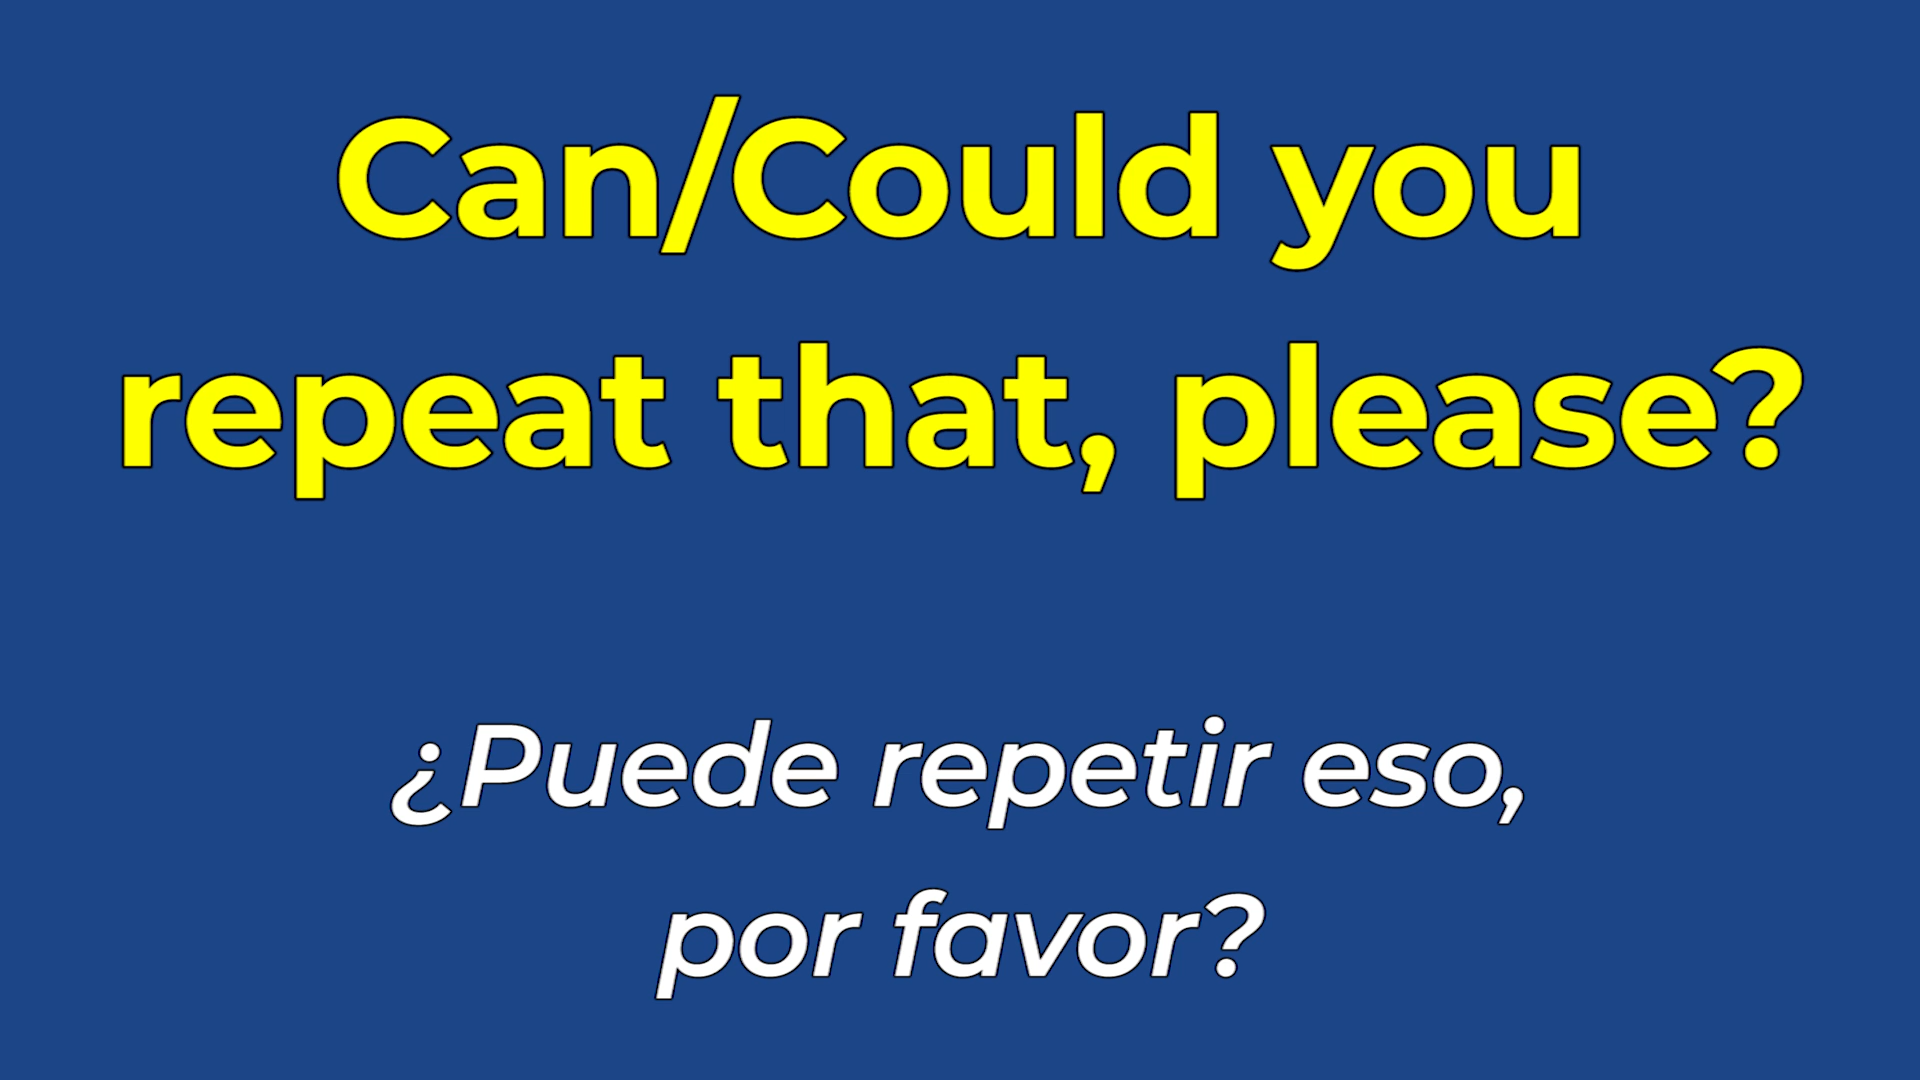 Can/Could you
repeat that, please?
¿Puede repetir eso,
por favor?